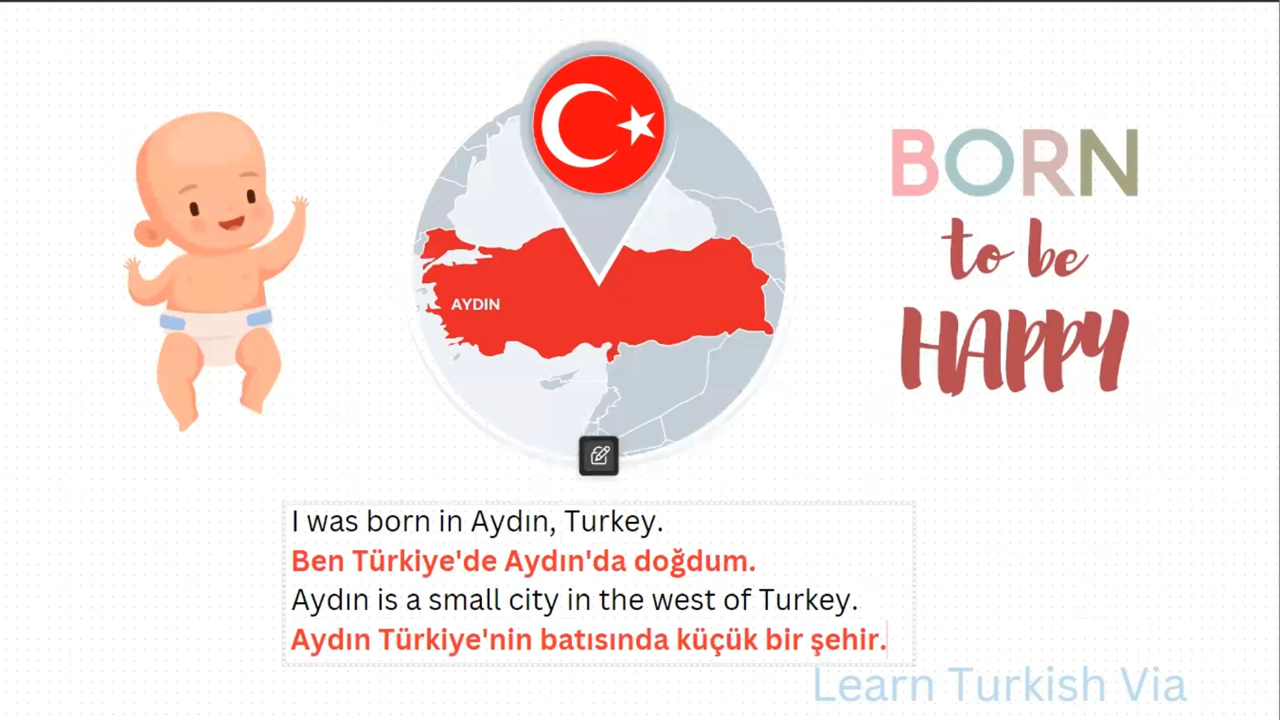 BORN
to be
HAPPY
AYDIN
I was born in Aydın, Turkey.
Ben Türkiye'de Aydın'da doğdum.
Aydın is a small city in the west of Turkey.
Aydın Türkiye'nin batısında küçük bir şehir.
Learn Turkish Via